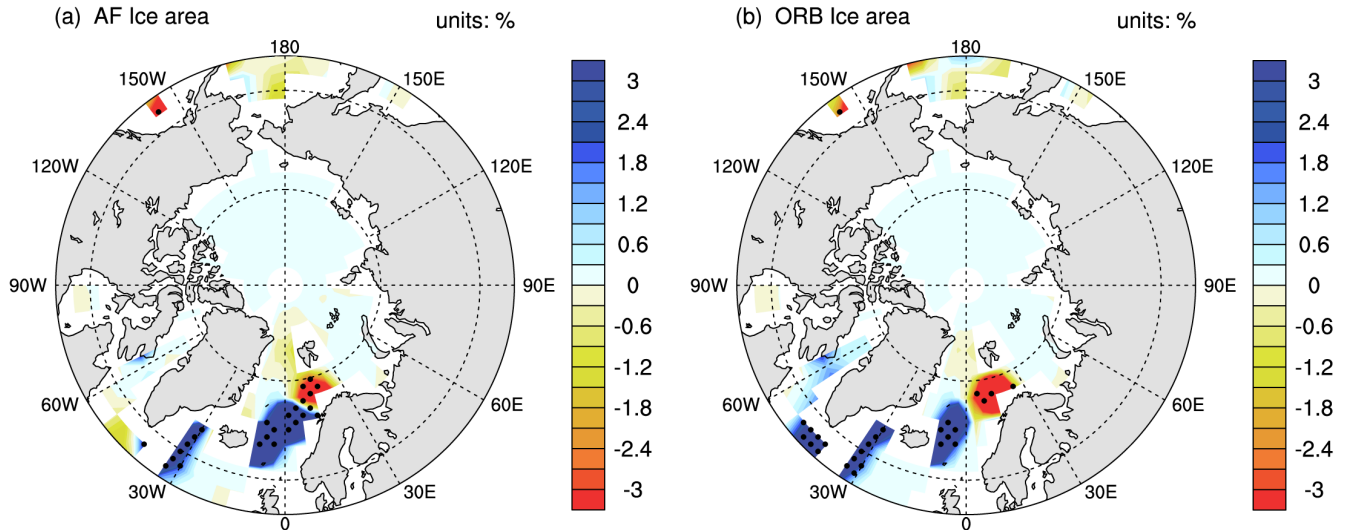 (a) AF Ice area units: %
180
150W 150E
120W 120E
90W 90E
60W 60E
30W 30E
0
3
2.4
1.8
1.2
0.6
0
-0.6
-1.2
-1.8
-2.4
-3
(b) ORB Ice area units: %
180
150W 150E
120W 120E
90W 90E
60W 60E
30W 30E
0
3
2.4
1.8
1.2
0.6
0
-0.6
-1.2
-1.8
-2.4
-3